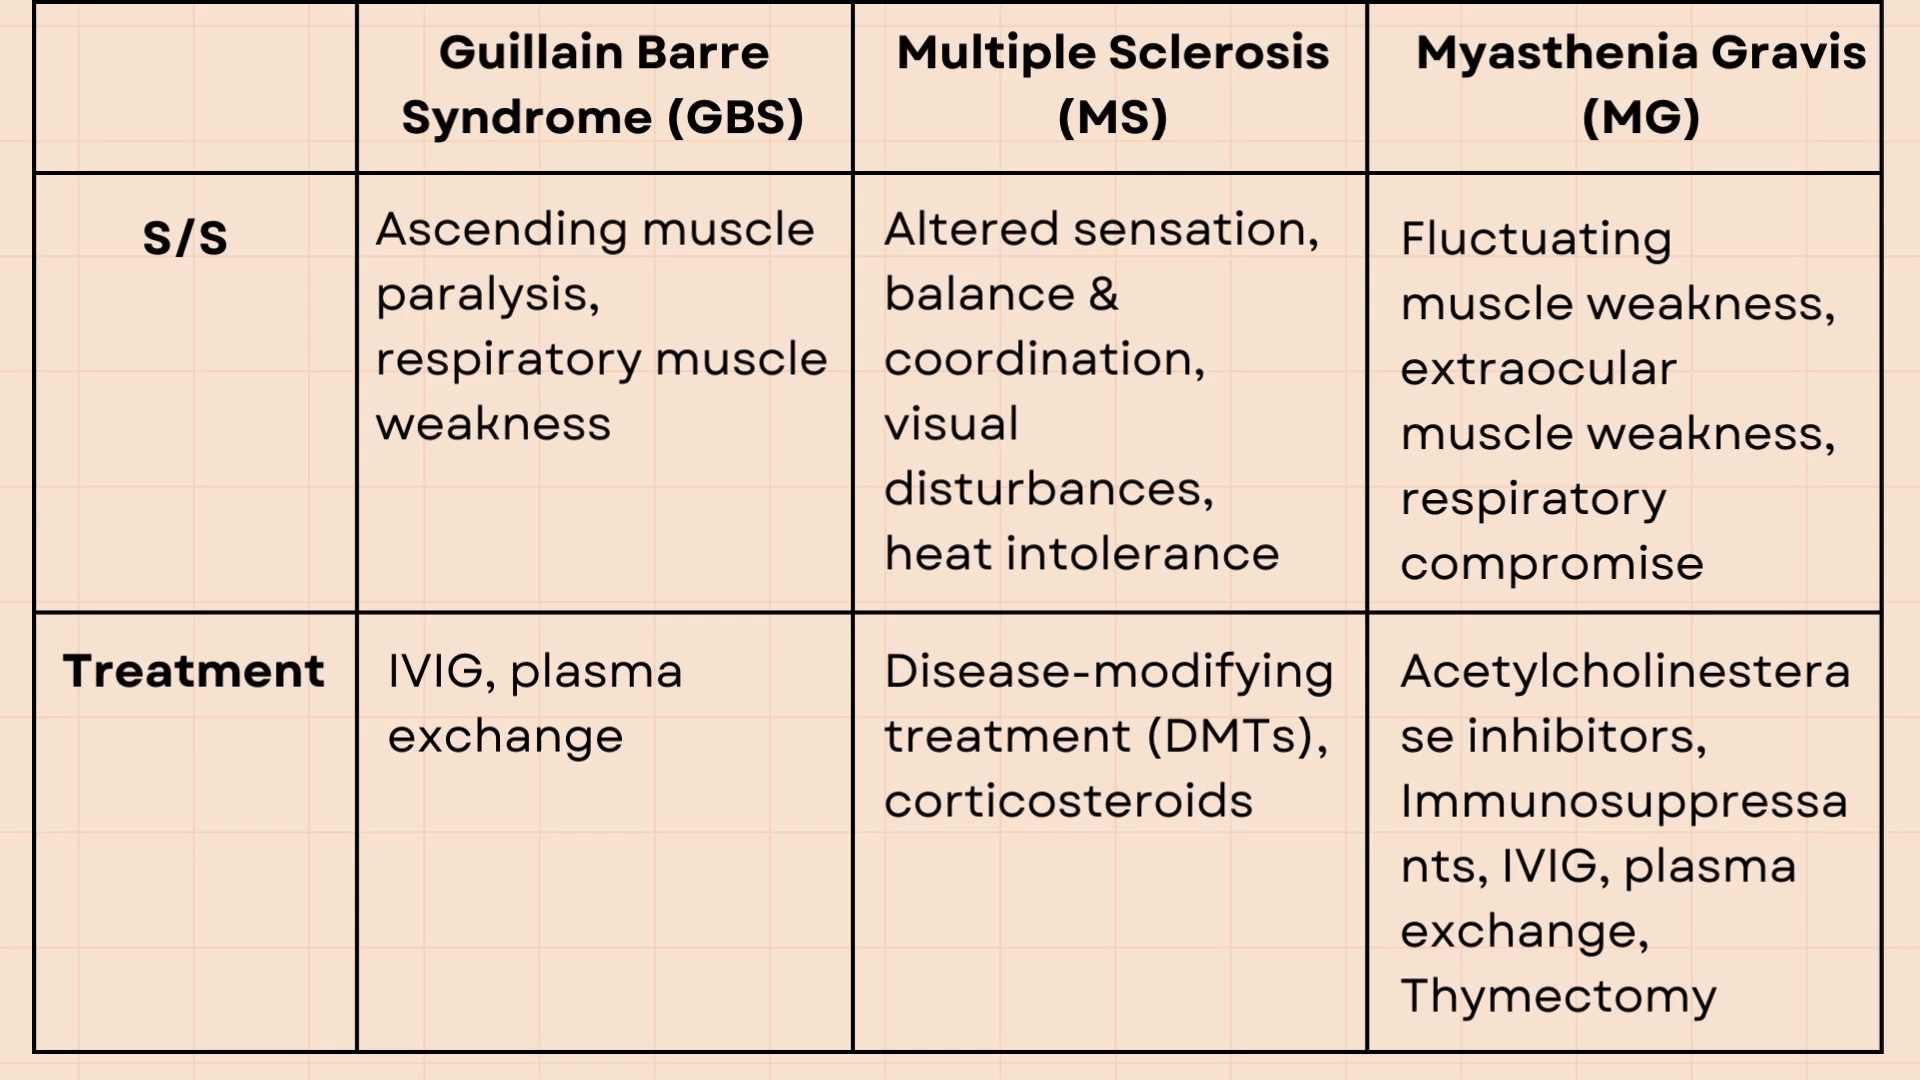 Guillain Barre
Syndrome (GBS)
Multiple Sclerosis
(MS)
Myasthenia Gravis
(MG)
S/S
Ascending muscle
paralysis,
respiratory muscle
weakness
Altered sensation,
balance &
coordination,
visual
disturbances,
heat intolerance
Fluctuating
muscle weakness,
extraocular
muscle weakness,
respiratory
compromise
Treatment
IVIG, plasma
exchange
Disease-modifying
treatment (DMTs),
corticosteroids
Acetylcholinestera
se inhibitors,
Immunosuppressa
nts, IVIG, plasma
exchange,
Thymectomy